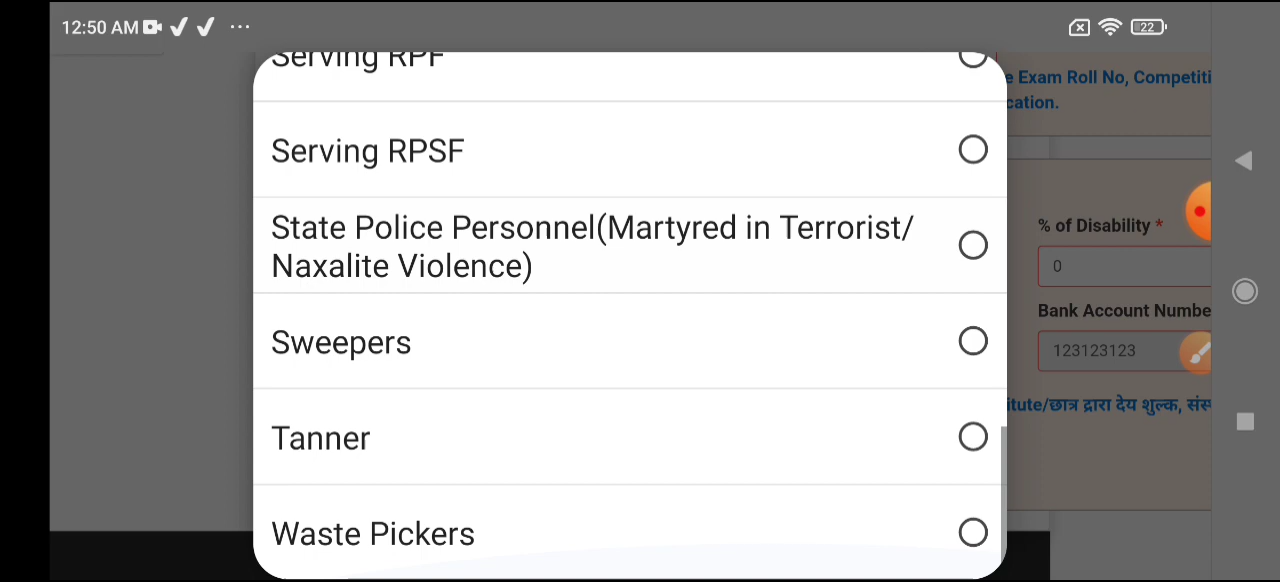 12:50 AM
22
Serving RPF
Serving RPSF
State Police Personnel(Martyred in Terrorist/
Naxalite Violence)
Sweepers
Tanner
Waste Pickers
e Exam Roll No, Competiti
cation.
% of Disability *
0
Bank Account Numbe
123123123
itute/छात्र द्वारा देय शुल्क, संस्